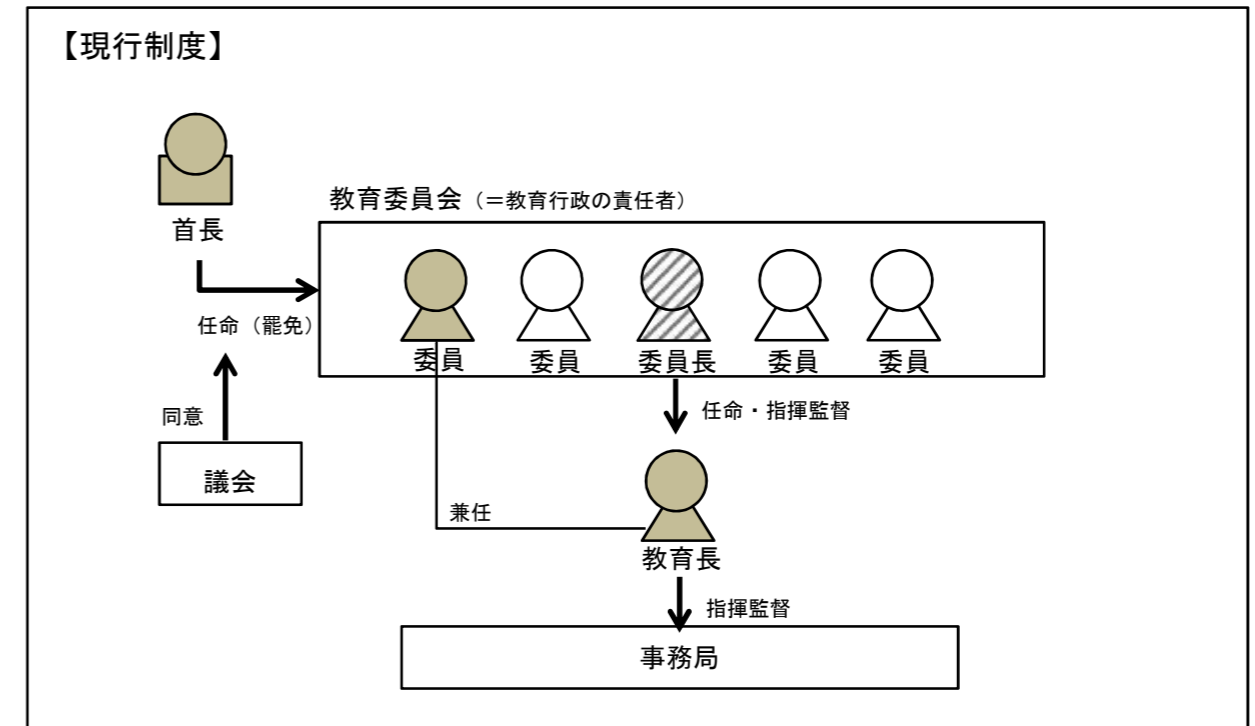 【現行制度】
首長
教育委員会（＝教育行政の責任者）
任命（罷免）
委員
委員
委員長
委員
委員
同意
議会
任命・指揮監督
兼任
教育長
指揮監督
事務局